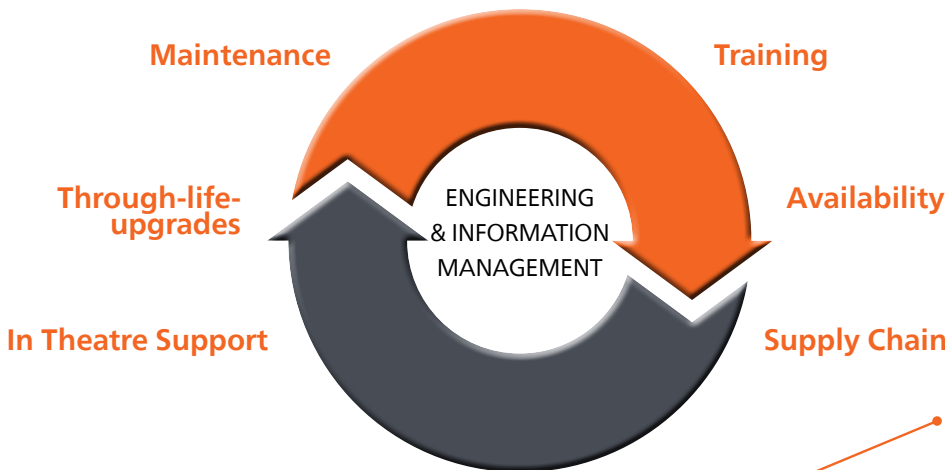 Maintenance
Training
Through-life-
upgrades
ENGINEERING
& INFORMATION
MANAGEMENT
Availability
In Theatre Support
Supply Chain